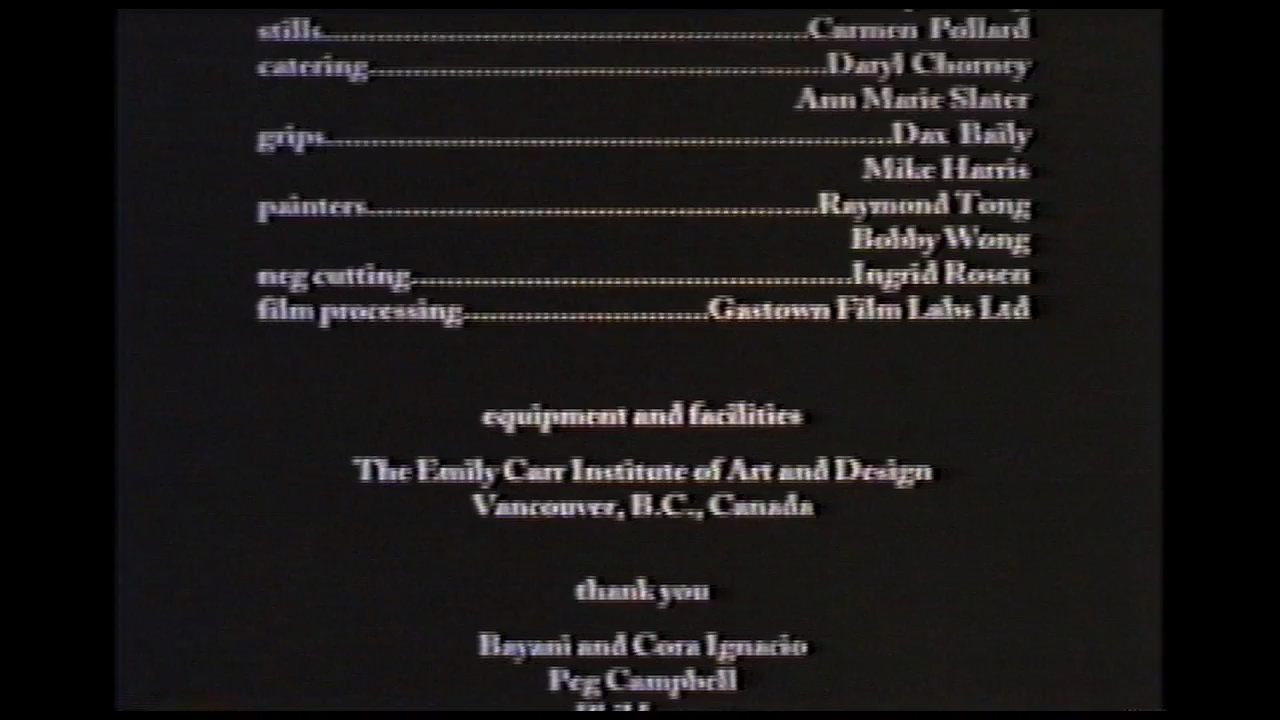 stills..........Carmen Pollard
catering..........Daryl Chorney
Ann Marie Slater
grips..........Dax Baily
Mike Harris
painters..........Raymond Tong
Bobby Wong
neg cutting..........Ingrid Rosen
film processing..........Gastown Film Labs Ltd
equipment and facilities
The Emily Carr Institute of Art and Design
Vancouver, B.C., Canada
thank you
Bayani and Cora Ignacio
Peg Campbell